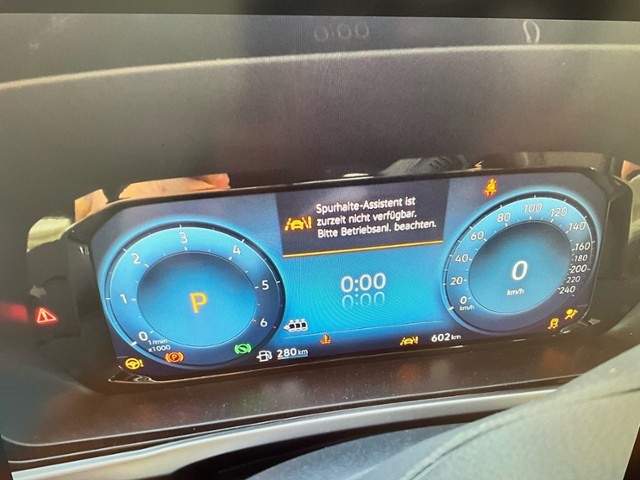 0:00
Spurhalte-Assistent ist
zurzeit nicht verfügbar.
Bitte Betriebsanl. beachten.
0:00
0:00
P
0
1
2
3
4
5
6
1/min
x1000
0
20
40
60
80
100
120
140
160
180
200
220
240
km/h
0
km/h
280 km
602 km